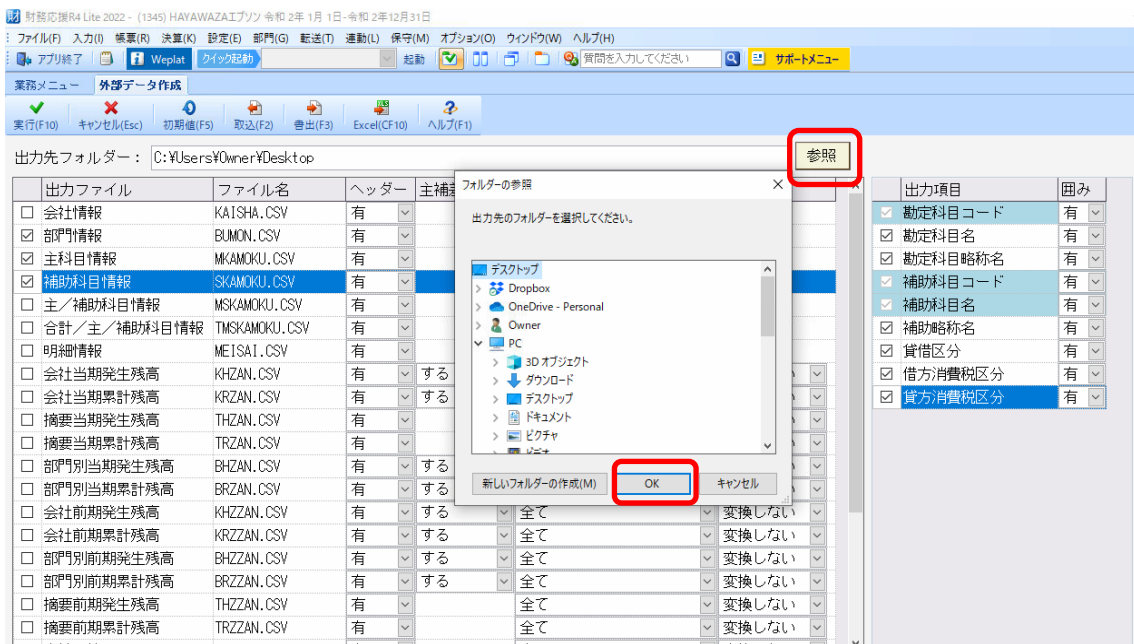 財務応援R4 Lite 2022 - (1345) HAYAWAZAエプソン 令和 2年 1月 1日-令和 2年12月31日
ファイル(F) 入力(I) 帳票(R) 決算(K) 設定(E) 部門(G) 転送(T) 連動(L) 保守(M) オプション(O) ウィンドウ(W) ヘルプ(H)
アプリ終了 Weplat クイック起動 起動 質問を入力してください サポートメニュー
業務メニュー 外部データ作成
実行(F10) キャンセル(Esc) 初期値(F5) 取込(F2) 書出(F3) Excel(CF10) ヘルプ(F1)
出力先フォルダー: C:¥Users¥Owner¥Desktop 参照
出力ファイル ファイル名 ヘッダー 主補
会社情報 KAISHA.CSV 有
部門情報 BUMON.CSV 有
主科目情報 MKAMOKU.CSV 有
補助科目情報 SKAMOKU.CSV 有
主/補助科目情報 MSKAMOKU.CSV 有
合計/主/補助科目情報 TMSKAMOKU.CSV 有
明細情報 MEISAI.CSV 有
会社当期発生残高 KHZAN.CSV 有 する
会社当期累計残高 KRZAN.CSV 有 する
摘要当期発生残高 THZAN.CSV 有
摘要当期累計残高 TRZAN.CSV 有
部門別当期発生残高 BHZAN.CSV 有 する
部門別当期累計残高 BRZAN.CSV 有 する
会社前期発生残高 KHZZAN.CSV 有 する 全て 変換しない
会社前期累計残高 KRZZAN.CSV 有 する 全て 変換しない
部門別前期発生残高 BHZZAN.CSV 有 する 全て 変換しない
部門別前期累計残高 BRZZAN.CSV 有 する 全て 変換しない
摘要前期発生残高 THZZAN.CSV 有 全て 変換しない
摘要前期累計残高 TRZZAN.CSV 有 全て 変換しない
フォルダーの参照
出力先のフォルダーを選択してください。
デスクトップ
Dropbox
OneDrive - Personal
Owner
PC
3D オブジェクト
ダウンロード
デスクトップ
ドキュメント
ピクチャ
新しいフォルダーの作成(M) OK キャンセル
出力項目 囲み
勘定科目コード 有
勘定科目名 有
勘定科目略称名 有
補助科目コード 有
補助科目名 有
補助略称名 有
貸借区分 有
借方消費税区分 有
貸方消費税区分 有